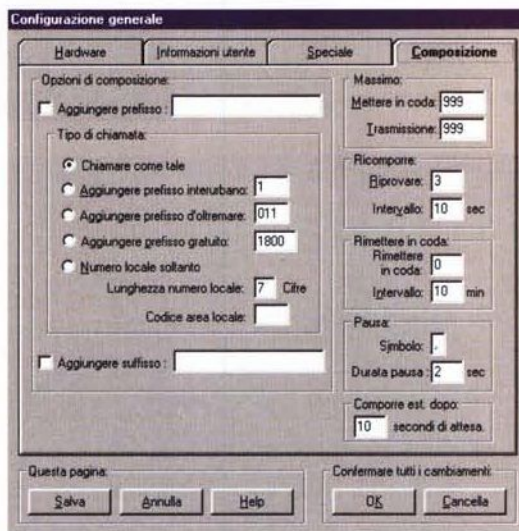 Configurazione generale
Hardware
Informazioni utente
Speciale
Composizione
Opzioni di composizione:
Aggiungere prefisso :
Tipo di chiamata:
Chiamare come tale
Aggiungere prefisso interurbano: 1
Aggiungere prefisso d'oltremare: 011
Aggiungere prefisso gratuito: 1800
Numero locale soltanto
Lunghezza numero locale: 7 Cifre
Codice area locale:
Aggiungere suffisso :
Massimo:
Mettere in coda: 999
Trasmissione: 999
Ricomporre:
Riprovare: 3
Intervallo: 10 sec
Rimettere in coda:
Rimettere
in coda: 0
Intervallo: 10 min
Pausa:
Simbolo: ,
Durata pausa : 2 sec
Comporre est. dopo:
10 secondi di attesa.
Questa pagina:
Salva
Annulla
Help
Confermare tutti i cambiamenti:
OK
Cancella